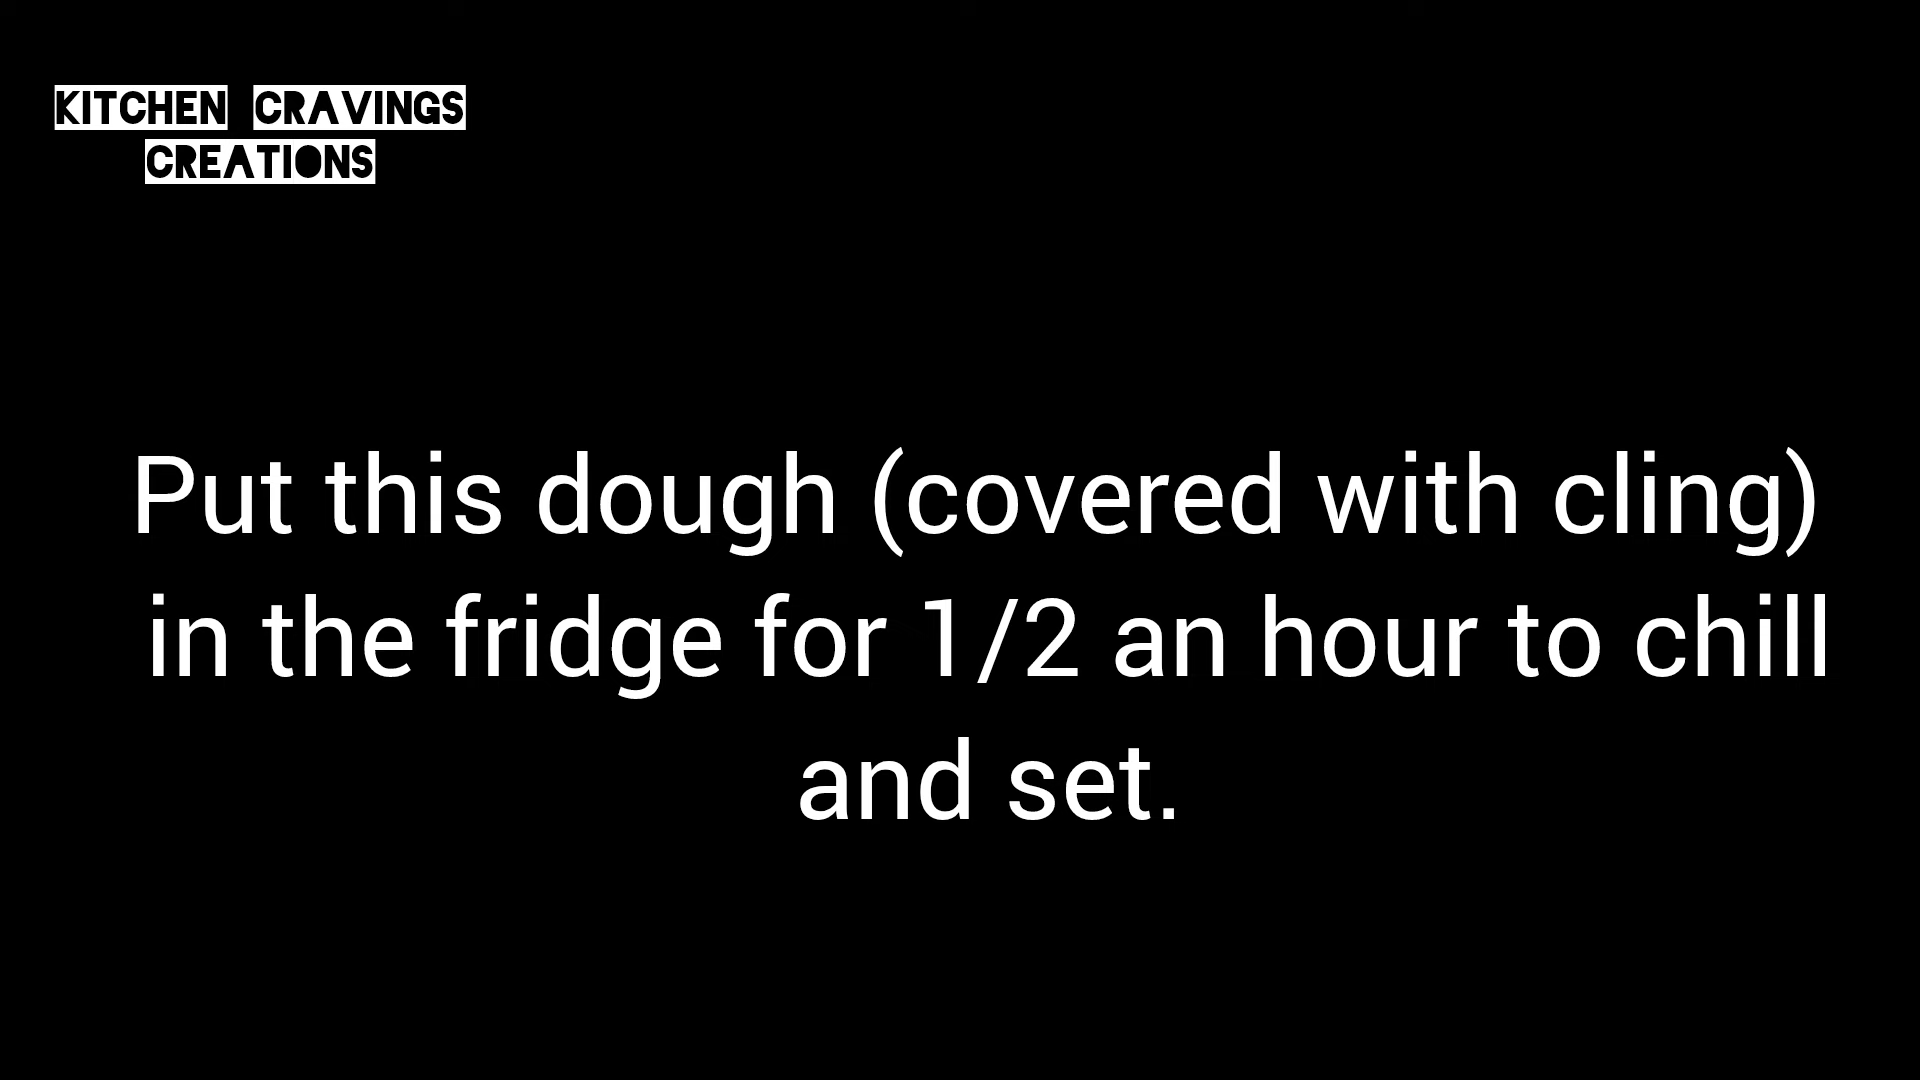 KITCHEN CRAVINGS
CREATIONS
Put this dough (covered with cling)
in the fridge for 1/2 an hour to chill
and set.